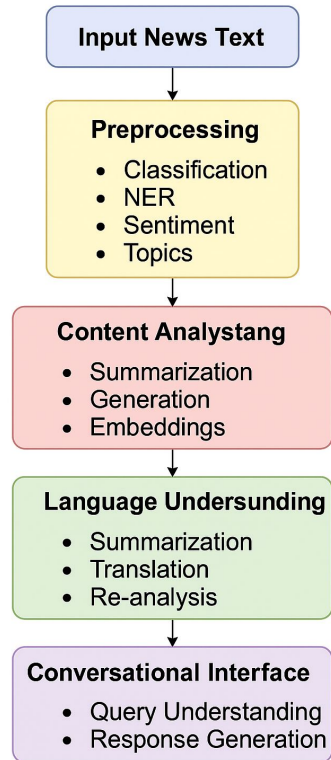 Input News Text
Preprocessing
• Classification
• NER
• Sentiment
• Topics
Content Analystang
• Summarization
• Generation
• Embeddings
Language Undersunding
• Summarization
• Translation
• Re-analysis
Conversational Interface
• Query Understanding
• Response Generation